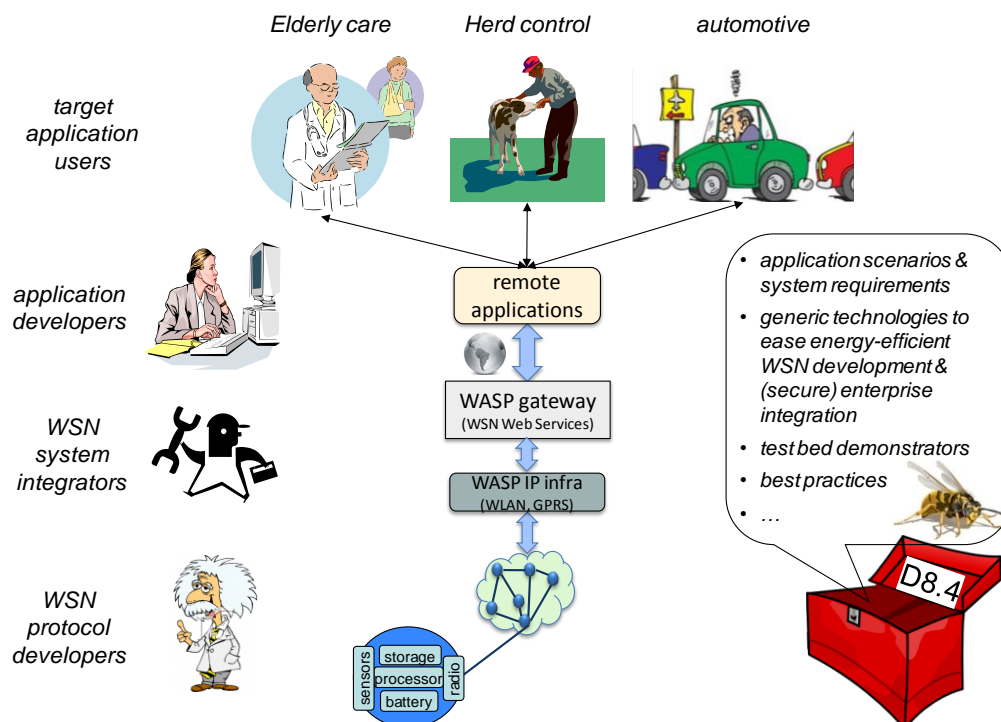 Elderly care
Herd control
automotive
target
application
users
application
developers
remote
applications
WASP gateway
(WSN Web Services)
WSN
system
integrators
WASP IP infra
(WLAN, GPRS)
WSN
protocol
developers
sensors
storage
processor
battery
radio
• application scenarios &
system requirements
• generic technologies to
ease energy-efficient
WSN development &
(secure) enterprise
integration
• test bed demonstrators
• best practices
• …
D8.4